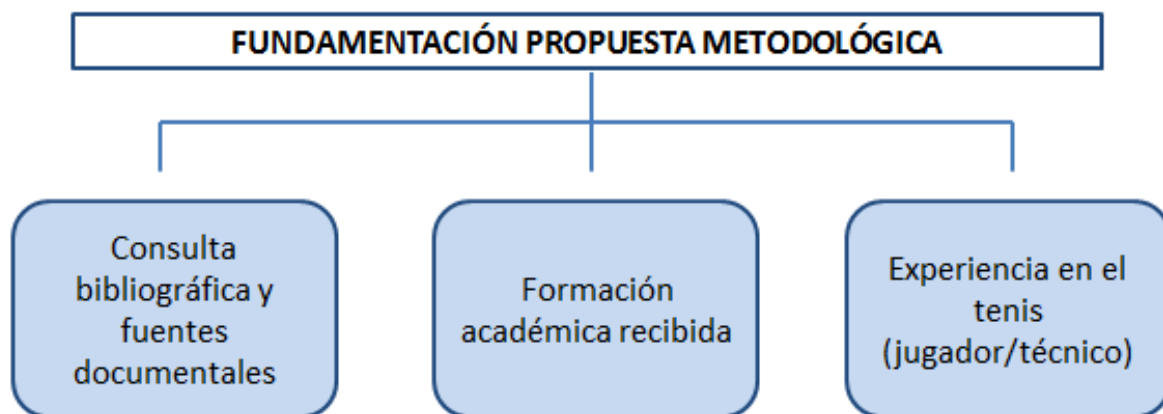 FUNDAMENTACIÓN PROPUESTA METODOLÓGICA
Consulta
bibliográfica y
fuentes
documentales
Formación
académica recibida
Experiencia en el
tenis
(jugador/técnico)